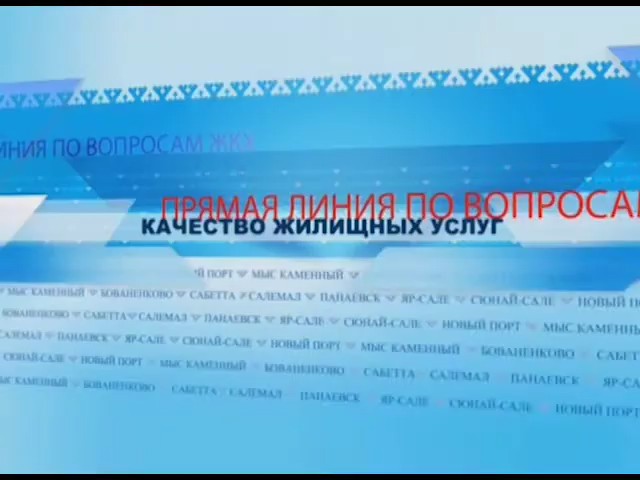 ЛИНИЯ ПО ВОПРОСАМ ЖКХ
ПРЯМАЯ ЛИНИЯ ПО ВОПРОСАМ
КАЧЕСТВО ЖИЛИЩНЫХ УСЛУГ
ЫЙ ПОРТ МЫС КАМЕННЫЙ
МЫС КАМЕННЫЙ БОВАНЕНКОВО САБЕТТА САЛЕМАЛ ПАНАЕВСК ЯР-САЛЕ СЮНАЙ-САЛЕ НОВЫЙ ПОРТ
БОВАНЕНКОВО САБЕТТА САЛЕМАЛ ПАНАЕВСК ЯР-САЛЕ СЮНАЙ-САЛЕ НОВЫЙ ПОРТ МЫС КАМЕННЫ
САЛЕМАЛ ПАНАЕВСК ЯР-САЛЕ СЮНАЙ-САЛЕ НОВЫЙ ПОРТ МЫС КАМЕННЫЙ БОВАНЕНКОВО САБЕТ
СЮНАЙ-САЛЕ НОВЫЙ ПОРТ МЫС КАМЕННЫЙ БОВАНЕНКОВО САБЕТТА САЛЕМАЛ ПАНАЕВСК ЯР-САЛЕ
МЫС КАМЕННЫЙ БОВАНЕНКОВО САБЕТТА САЛЕМАЛ ПАНАЕВСК ЯР-САЛЕ СЮНАЙ-САЛЕ НОВЫЙ ПОРТ